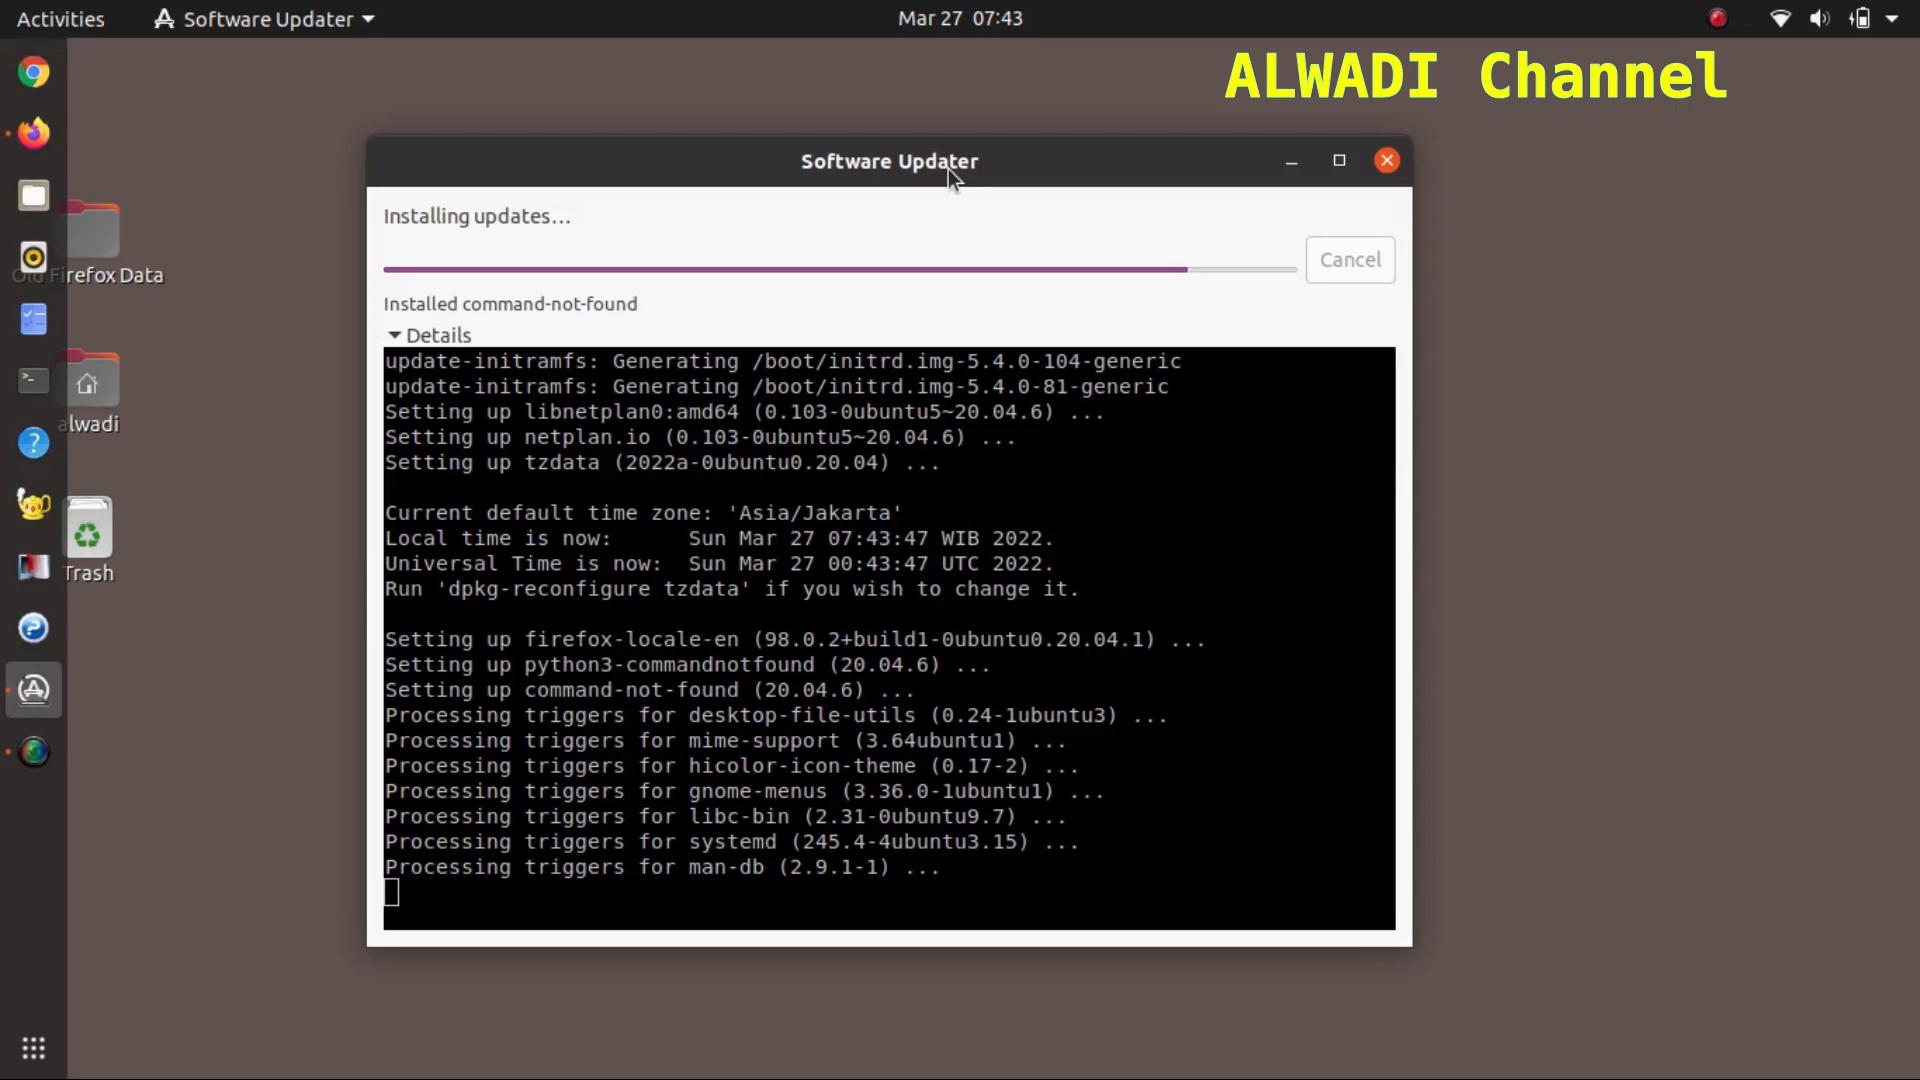 Activities
Software Updater
Mar 27 07:43
ALWADI Channel
Old Firefox Data
alwadi
Trash
Software Updater
Installing updates…
Cancel
Installed command-not-found
Details
update-initramfs: Generating /boot/initrd.img-5.4.0-104-generic
update-initramfs: Generating /boot/initrd.img-5.4.0-81-generic
Setting up libnetplan0:amd64 (0.103-0ubuntu5~20.04.6) ...
Setting up netplan.io (0.103-0ubuntu5~20.04.6) ...
Setting up tzdata (2022a-0ubuntu0.20.04) ...
Current default time zone: 'Asia/Jakarta'
Local time is now:      Sun Mar 27 07:43:47 WIB 2022.
Universal Time is now:  Sun Mar 27 00:43:47 UTC 2022.
Run 'dpkg-reconfigure tzdata' if you wish to change it.
Setting up firefox-locale-en (98.0.2+build1-0ubuntu0.20.04.1) ...
Setting up python3-commandnotfound (20.04.6) ...
Setting up command-not-found (20.04.6) ...
Processing triggers for desktop-file-utils (0.24-1ubuntu3) ...
Processing triggers for mime-support (3.64ubuntu1) ...
Processing triggers for hicolor-icon-theme (0.17-2) ...
Processing triggers for gnome-menus (3.36.0-1ubuntu1) ...
Processing triggers for libc-bin (2.31-0ubuntu9.7) ...
Processing triggers for systemd (245.4-4ubuntu3.15) ...
Processing triggers for man-db (2.9.1-1) ...